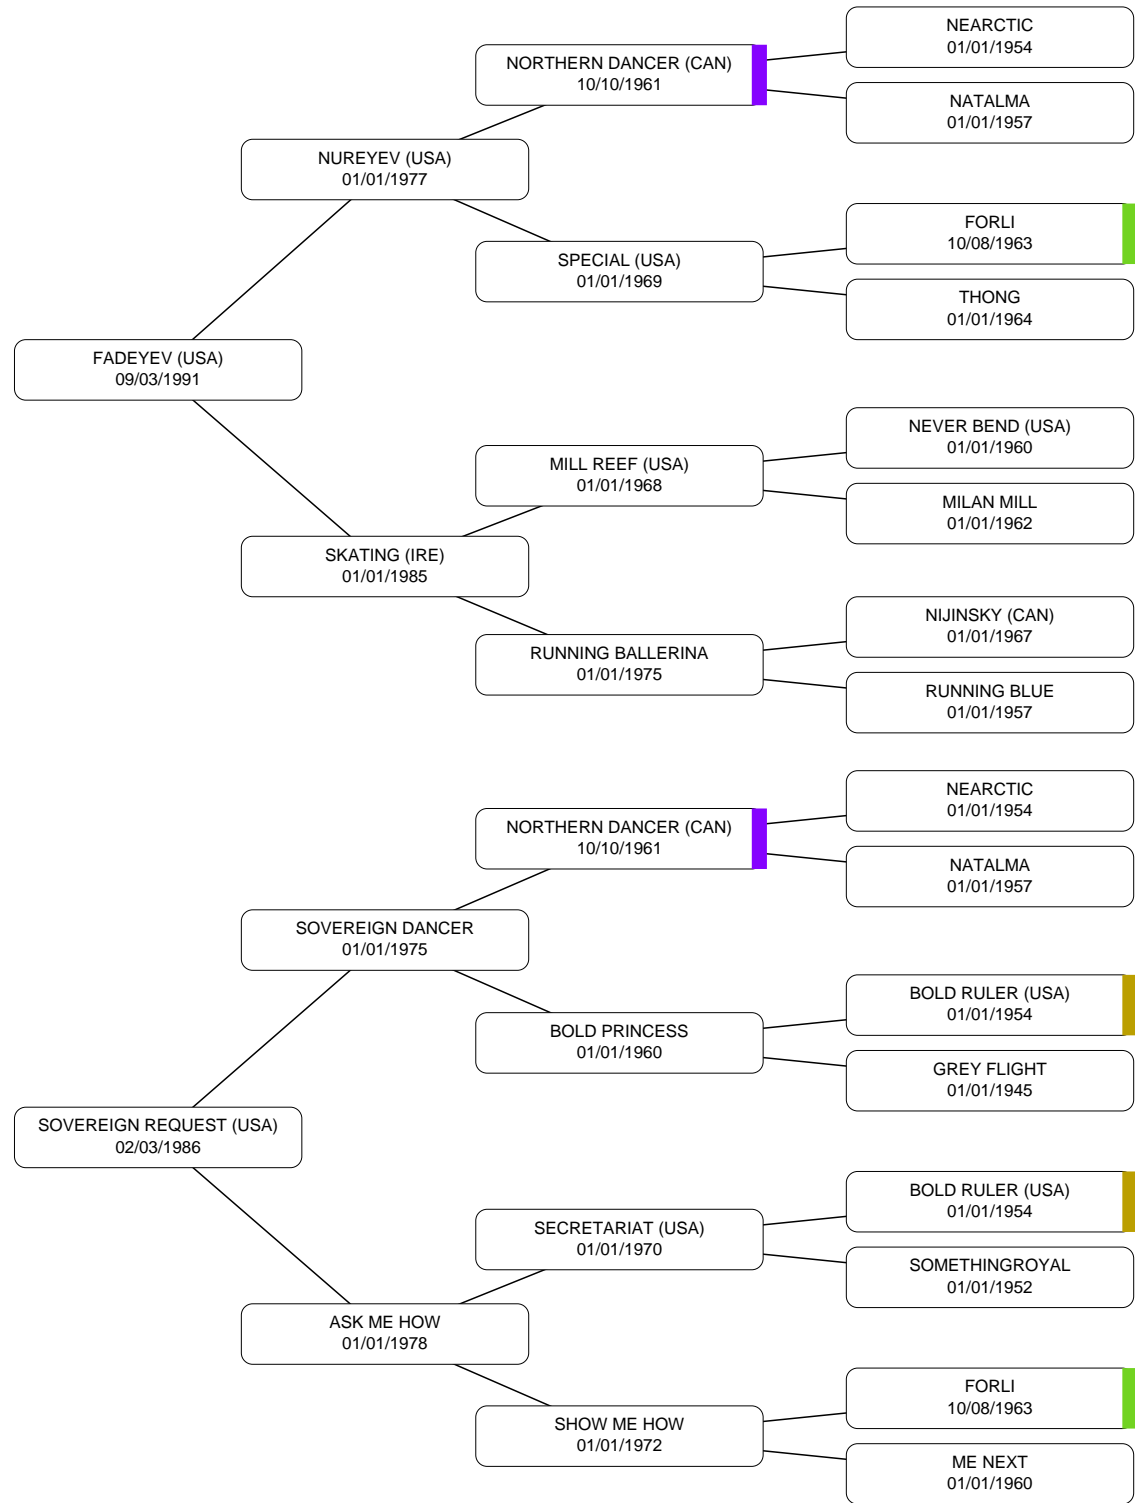 NEARCTIC
01/01/1954
NORTHERN DANCER (CAN)
10/10/1961
NATALMA
01/01/1957
NUREYEV (USA)
01/01/1977
FORLI
10/08/1963
SPECIAL (USA)
01/01/1969
THONG
01/01/1964
FADEYEV (USA)
09/03/1991
NEVER BEND (USA)
01/01/1960
MILL REEF (USA)
01/01/1968
MILAN MILL
01/01/1962
SKATING (IRE)
01/01/1985
NIJINSKY (CAN)
01/01/1967
RUNNING BALLERINA
01/01/1975
RUNNING BLUE
01/01/1957
NEARCTIC
01/01/1954
NORTHERN DANCER (CAN)
10/10/1961
NATALMA
01/01/1957
SOVEREIGN DANCER
01/01/1975
BOLD RULER (USA)
01/01/1954
BOLD PRINCESS
01/01/1960
GREY FLIGHT
01/01/1945
SOVEREIGN REQUEST (USA)
02/03/1986
BOLD RULER (USA)
01/01/1954
SECRETARIAT (USA)
01/01/1970
SOMETHINGROYAL
01/01/1952
ASK ME HOW
01/01/1978
FORLI
10/08/1963
SHOW ME HOW
01/01/1972
ME NEXT
01/01/1960